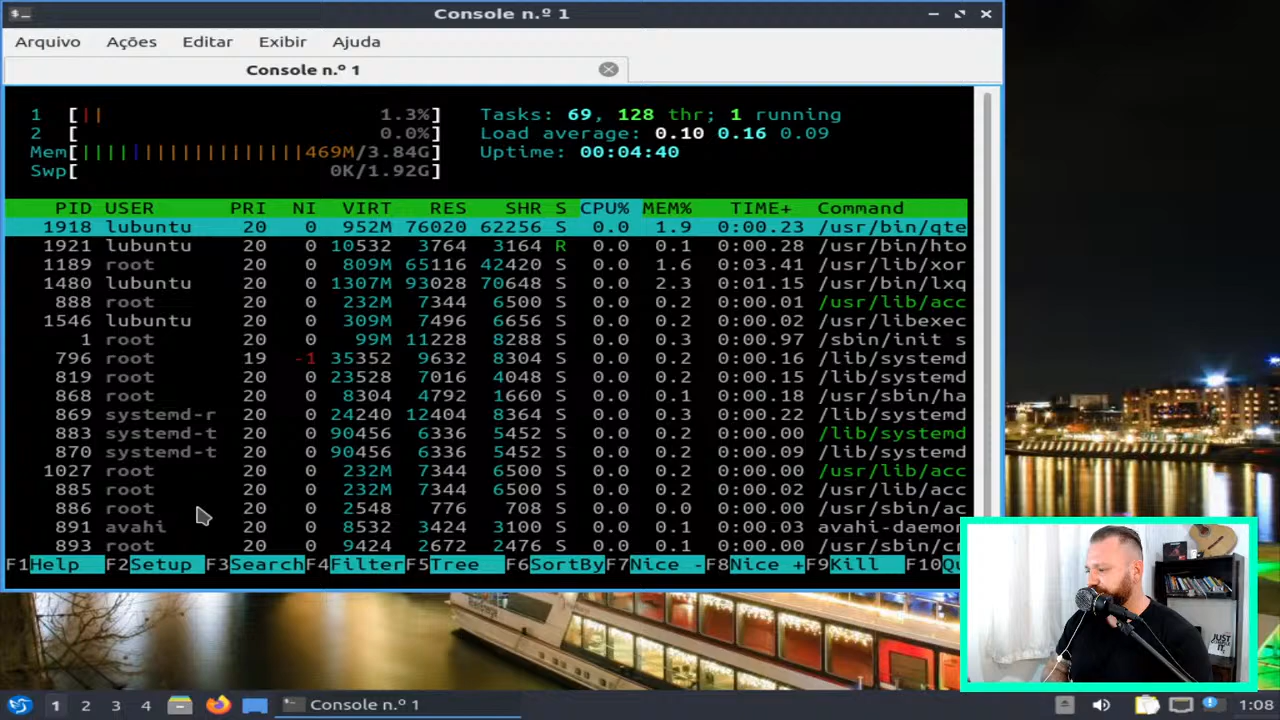 Console n.º 1
Arquivo Ações Editar Exibir Ajuda
Console n.º 1
1 [|| 1.3%] Tasks: 69, 128 thr; 1 running
2 [ 0.0%] Load average: 0.10 0.16 0.09
Mem[||||||||||||||||||469M/3.84G] Uptime: 00:04:40
Swp[ 0K/1.92G]
PID USER PRI NI VIRT RES SHR S CPU% MEM% TIME+ Command
1918 lubuntu 20 0 952M 76020 62256 S 0.0 1.9 0:00.23 /usr/bin/qte
1921 lubuntu 20 0 10532 3764 3164 R 0.0 0.1 0:00.28 /usr/bin/hto
1189 root 20 0 809M 65116 42420 S 0.0 1.6 0:03.41 /usr/lib/xor
1480 lubuntu 20 0 1307M 93028 70648 S 0.0 2.3 0:01.15 /usr/bin/lxq
888 root 20 0 232M 7344 6500 S 0.0 0.2 0:00.01 /usr/lib/acc
1546 lubuntu 20 0 309M 7496 6656 S 0.0 0.2 0:00.02 /usr/libexec
1 root 20 0 99M 11228 8288 S 0.0 0.3 0:00.97 /sbin/init s
796 root 19 -1 35352 9632 8304 S 0.0 0.2 0:00.16 /lib/systemd
819 root 20 0 23528 7016 4048 S 0.0 0.2 0:00.15 /lib/systemd
868 root 20 0 8304 4792 1660 S 0.0 0.1 0:00.18 /usr/sbin/ha
869 systemd-r 20 0 24240 12404 8364 S 0.0 0.3 0:00.22 /lib/systemd
883 systemd-t 20 0 90456 6336 5452 S 0.0 0.2 0:00.00 /lib/systemd
870 systemd-t 20 0 90456 6336 5452 S 0.0 0.2 0:00.09 /lib/systemd
1027 root 20 0 232M 7344 6500 S 0.0 0.2 0:00.00 /usr/lib/acc
885 root 20 0 232M 7344 6500 S 0.0 0.2 0:00.02 /usr/lib/acc
886 root 20 0 2548 776 708 S 0.0 0.0 0:00.00 /usr/sbin/ac
891 avahi 20 0 8532 3424 3100 S 0.0 0.1 0:00.03 avahi-daemon
893 root 20 0 9424 2672 2476 S 0.0 0.1 0:00.00 /usr/sbin/cr
F1Help F2Setup F3SearchF4FilterF5Tree F6SortByF7Nice -F8Nice +F9Kill F10Qu
JUST
IT
1 2 3 4 Console n.º 1 1:08